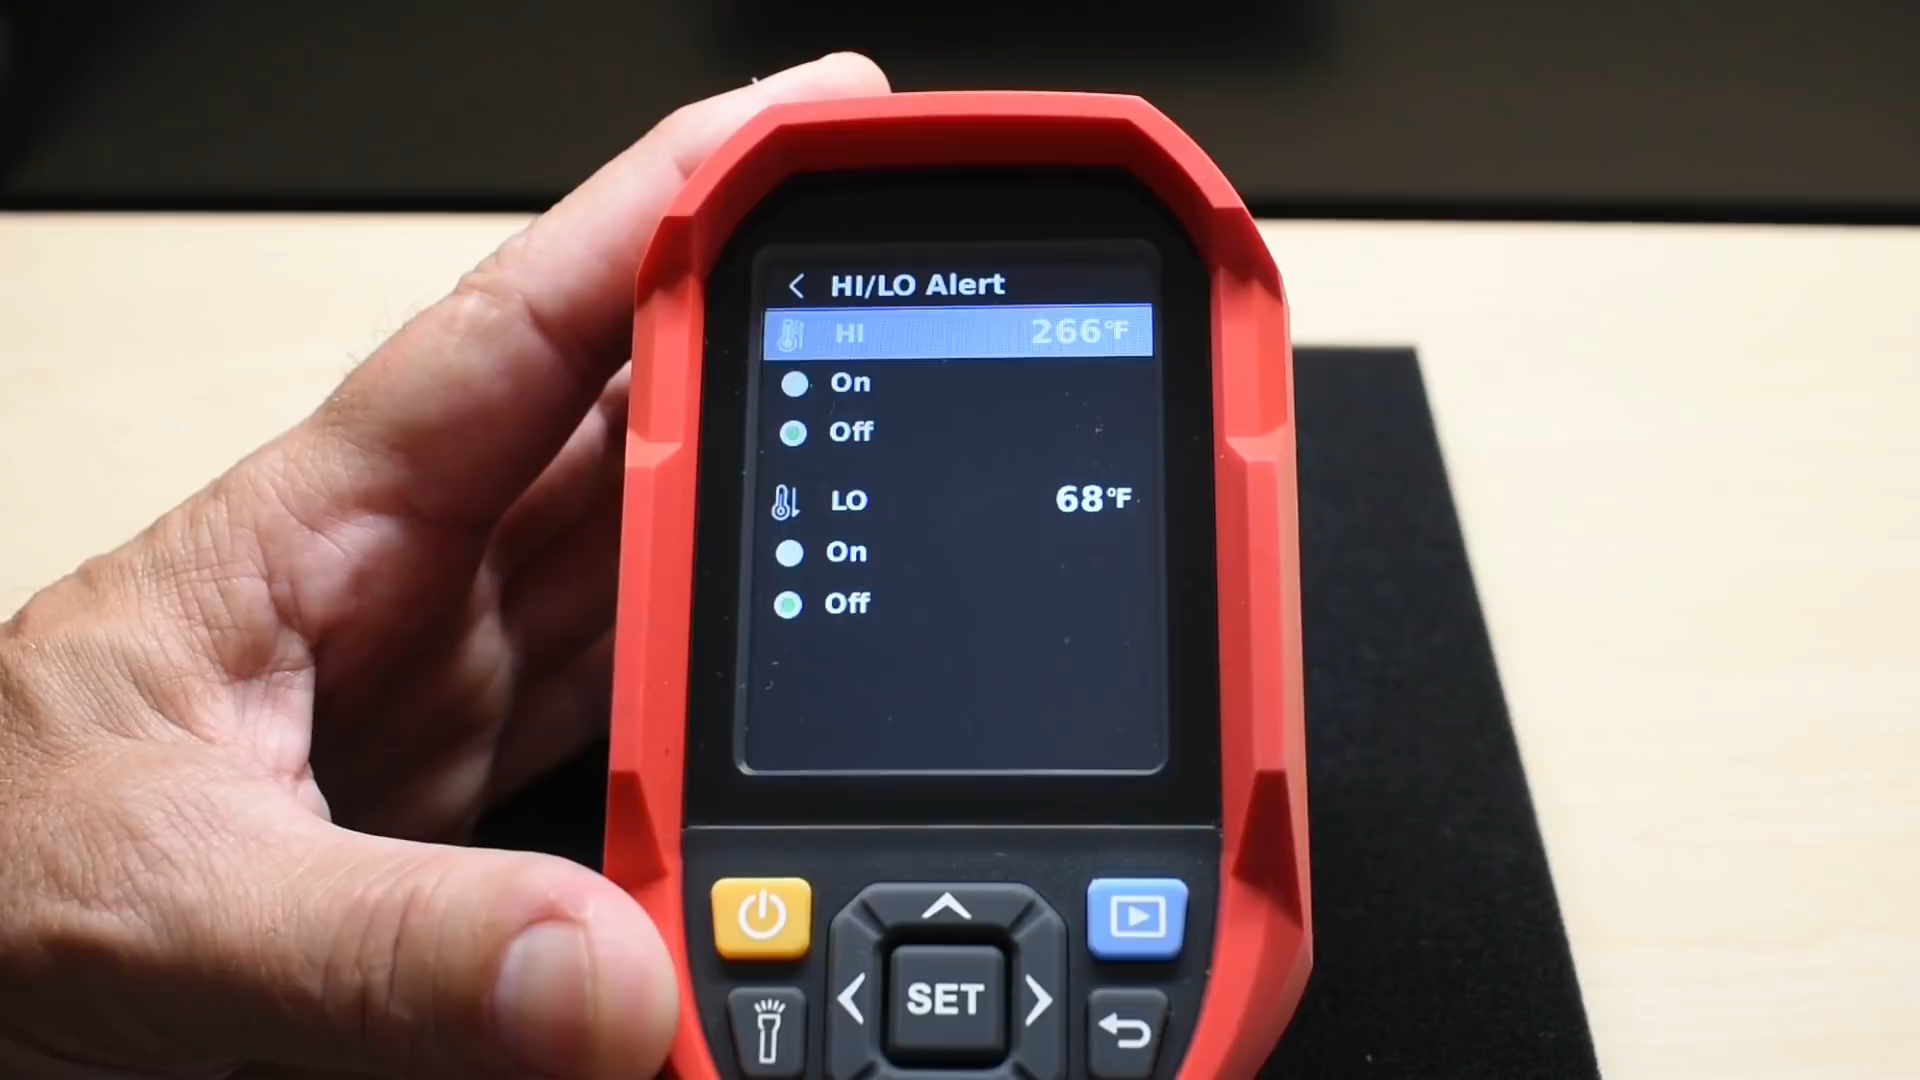 HI/LO Alert
HI 266°F
On
Off
LO 68°F
On
Off
SET